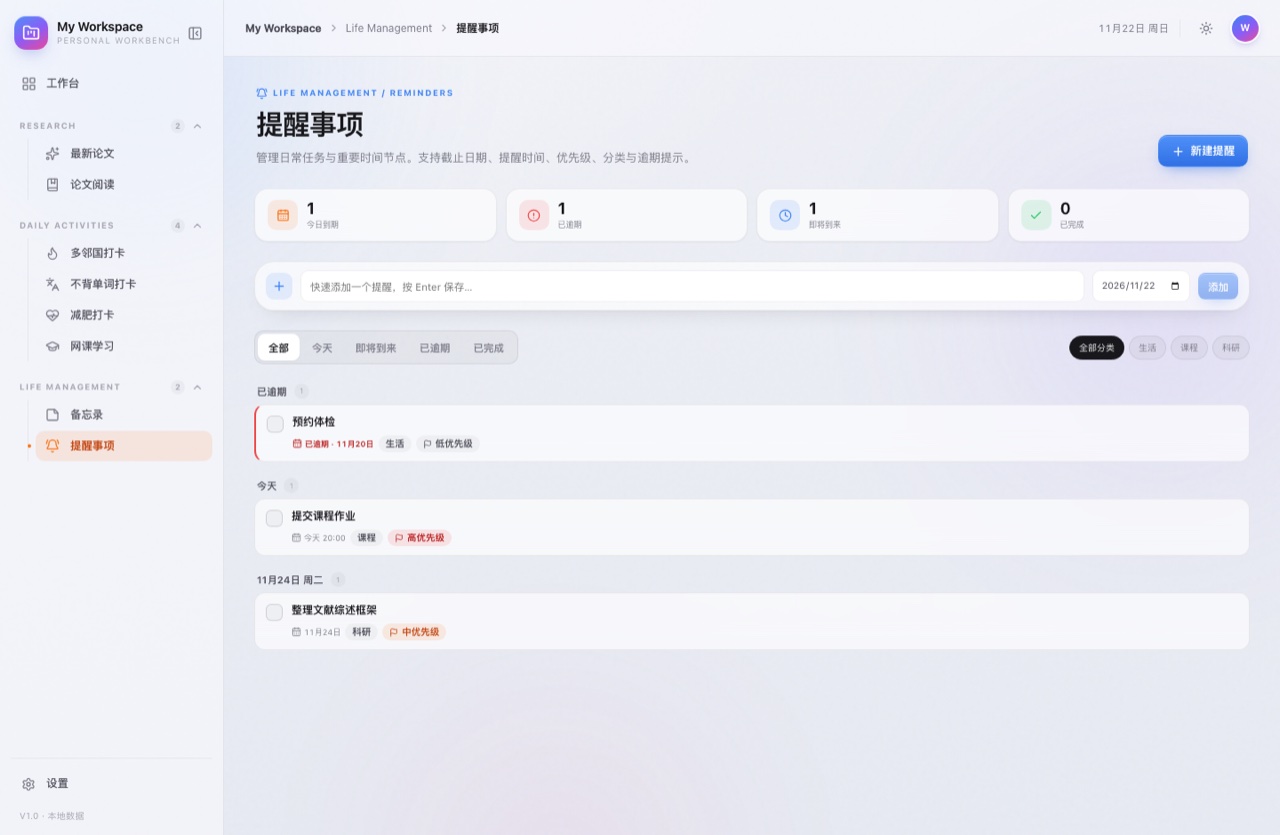 My Workspace
PERSONAL WORKBENCH
工作台
RESEARCH 2
最新论文
论文阅读
DAILY ACTIVITIES 4
多邻国打卡
不背单词打卡
减肥打卡
网课学习
LIFE MANAGEMENT 2
备忘录
提醒事项
设置
V1.0 · 本地数据
My Workspace > Life Management > 提醒事项
11月22日 周日
W
LIFE MANAGEMENT / REMINDERS
提醒事项
管理日常任务与重要时间节点。支持截止日期、提醒时间、优先级、分类与逾期提示。
+ 新建提醒
1
今日到期
1
已逾期
1
即将到来
0
已完成
快速添加一个提醒，按 Enter 保存...
2026/11/22
添加
全部 今天 即将到来 已逾期 已完成
全部分类 生活 课程 科研
已逾期 1
预约体检
已逾期 · 11月20日 生活 低优先级
今天 1
提交课程作业
今天 20:00 课程 高优先级
11月24日 周二 1
整理文献综述框架
11月24日 科研 中优先级